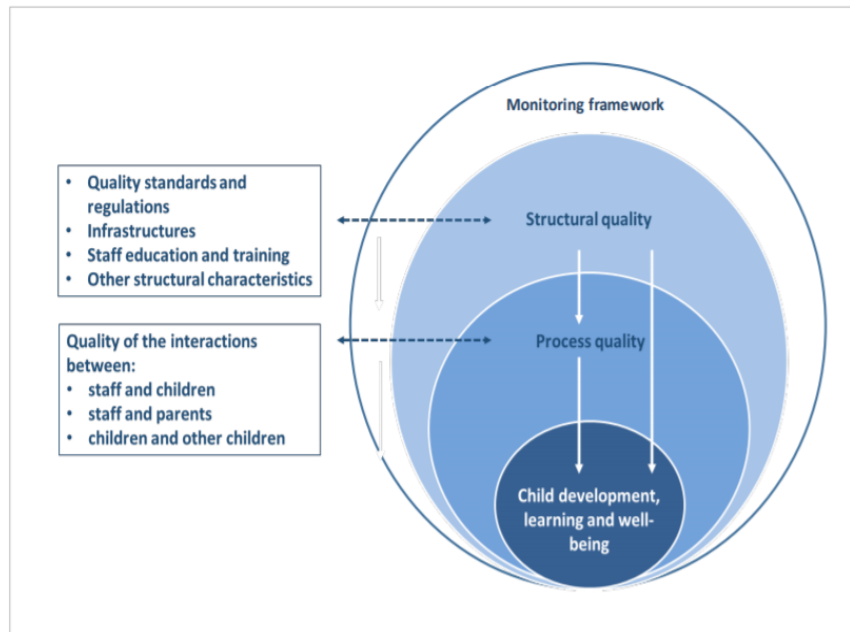 Monitoring framework
• Quality standards and
regulations
• Infrastructures
• Staff education and training
• Other structural characteristics
Structural quality
Quality of the interactions
between:
• staff and children
• staff and parents
• children and other children
Process quality
Child development,
learning and well-
being